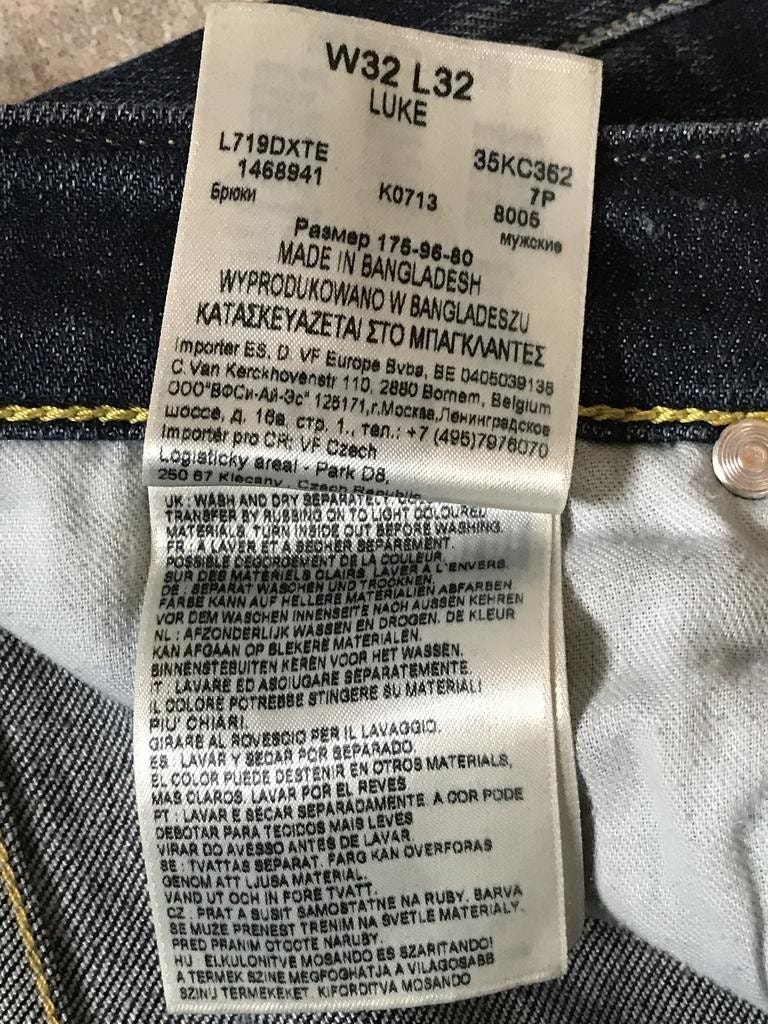 W32 L32
LUKE
L719DXTE 35KC362
1468941 7P
Брюки K0713 8005
мужские
Размер 175-96-80
MADE IN BANGLADESH
WYPRODUKOWANO W BANGLADESZU
ΚΑΤΑΣΚΕΥΑΖΕΤΑΙ ΣΤΟ ΜΠΑΓΚΛΑΝΤΕΣ
Importer ES, D VF Europe Bvba, BE 0405039138
C. Van Kerckhovenstr 110, 2880 Bornem, Belgium
ООО"ВФСи-Ай-Эс" 125171,г.Москва,Ленинградское
шоссе, д. 16а, стр. 1., тел.: +7 (495)7976070
Importér pro CR: VF Czech
Logisticky areal - Park D8,
250 67 Klecany, Czech Republic
UK : WASH AND DRY SEPARATELY
TRANSFER BY RUBBING ON TO LIGHT COLOURED
MATERIALS, TURN INSIDE OUT BEFORE WASHING.
FR : A LAVER ET A SECHER SEPAREMENT.
POSSIBLE DEGORGEMENT DE LA COULEUR
SUR DES MATERIELS CLAIRS. LAVER A L'ENVERS.
DE : SEPARAT WASCHEN UND TROCKNEN.
FARBE KANN AUF HELLERE MATERIALIEN ABFARBEN
VOR DEM WASCHEN INNENSEITE NACH AUSSEN KEHREN
NL : AFZONDERLIJK WASSEN EN DROGEN. DE KLEUR
KAN AFGAAN OP BLEKERE MATERIALEN.
BINNENSTEBUITEN KEREN VOOR HET WASSEN.
IT : LAVARE ED ASCIUGARE SEPARATEMENTE.
IL COLORE POTREBBE STINGERE SU MATERIALI
PIU' CHIARI.
GIRARE AL ROVESCIO PER IL LAVAGGIO.
ES : LAVAR Y SECAR POR SEPARADO.
EL COLOR PUEDE DESTENIR EN OTROS MATERIALS,
MAS CLAROS. LAVAR POR EL REVES
PT : LAVAR E SECAR SEPARADAMENTE. A COR PODE
DEBOTAR PARA TECIDOS MAIS LEVES
VIRAR DO AVESSO ANTES DE LAVAR.
SE : TVATTAS SEPARAT. FARG KAN OVERFORAS
GENOM ATT LJUSA MATERIAL.
VAND UT OCH IN FORE TVATT.
CZ : PRAT A SUSIT SAMOSTATNE NA RUBY. BARVA
SE MUZE PRENEST TRENIM NA SVETLE MATERIALY.
PRED PRANIM OTOCTE NARUBY.
HU : ELKULONITVE MOSANDO ES SZARITANDO!
A TERMEK SZINE MEGFOGHATJA A VILAGOSABB
SZINU TERMEKEKET. KIFORDITVA MOSANDO